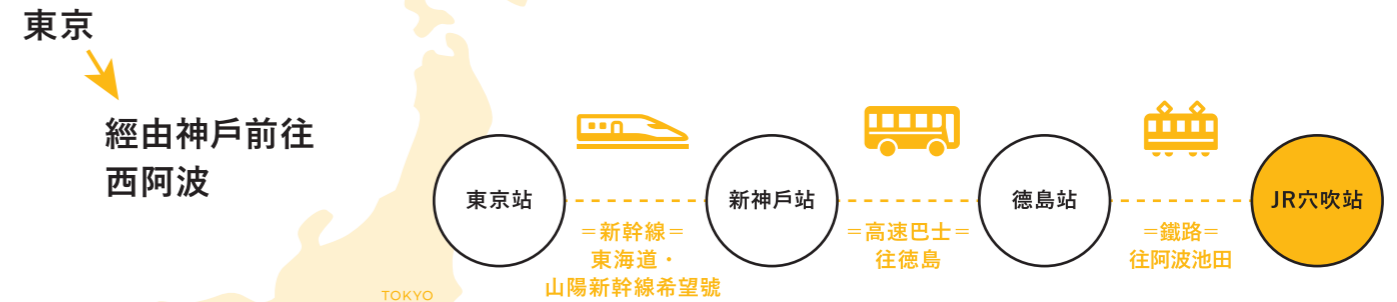 東京
經由神戶前往
西阿波
東京站
＝新幹線＝
東海道・
山陽新幹線希望號
新神戶站
＝高速巴士＝
往徳島
德島站
＝鐵路＝
往阿波池田
JR穴吹站
TOKYO